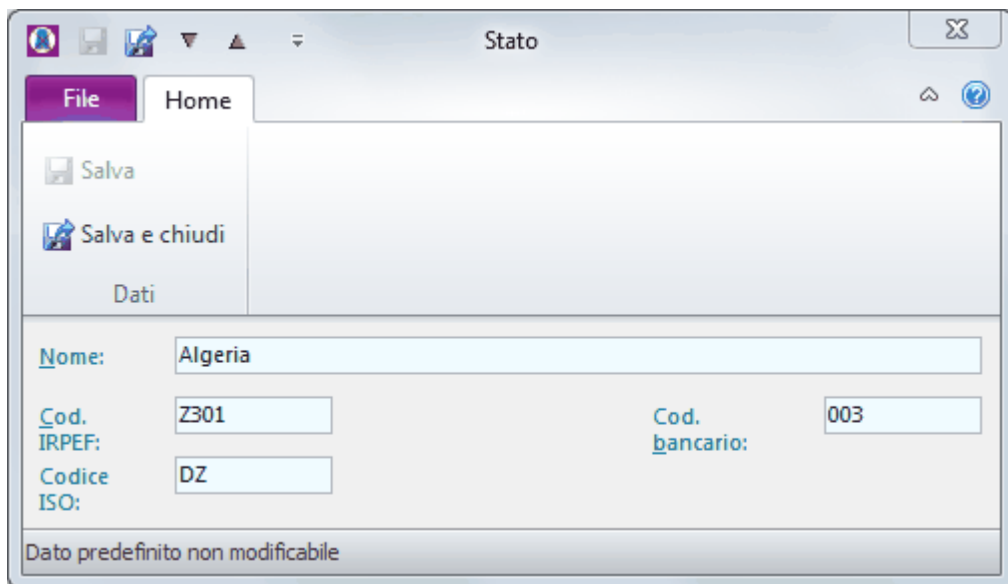 Stato
File Home
Salva
Salva e chiudi
Dati
Nome: Algeria
Cod. IRPEF: Z301 Cod. bancario: 003
Codice ISO: DZ
Dato predefinito non modificabile